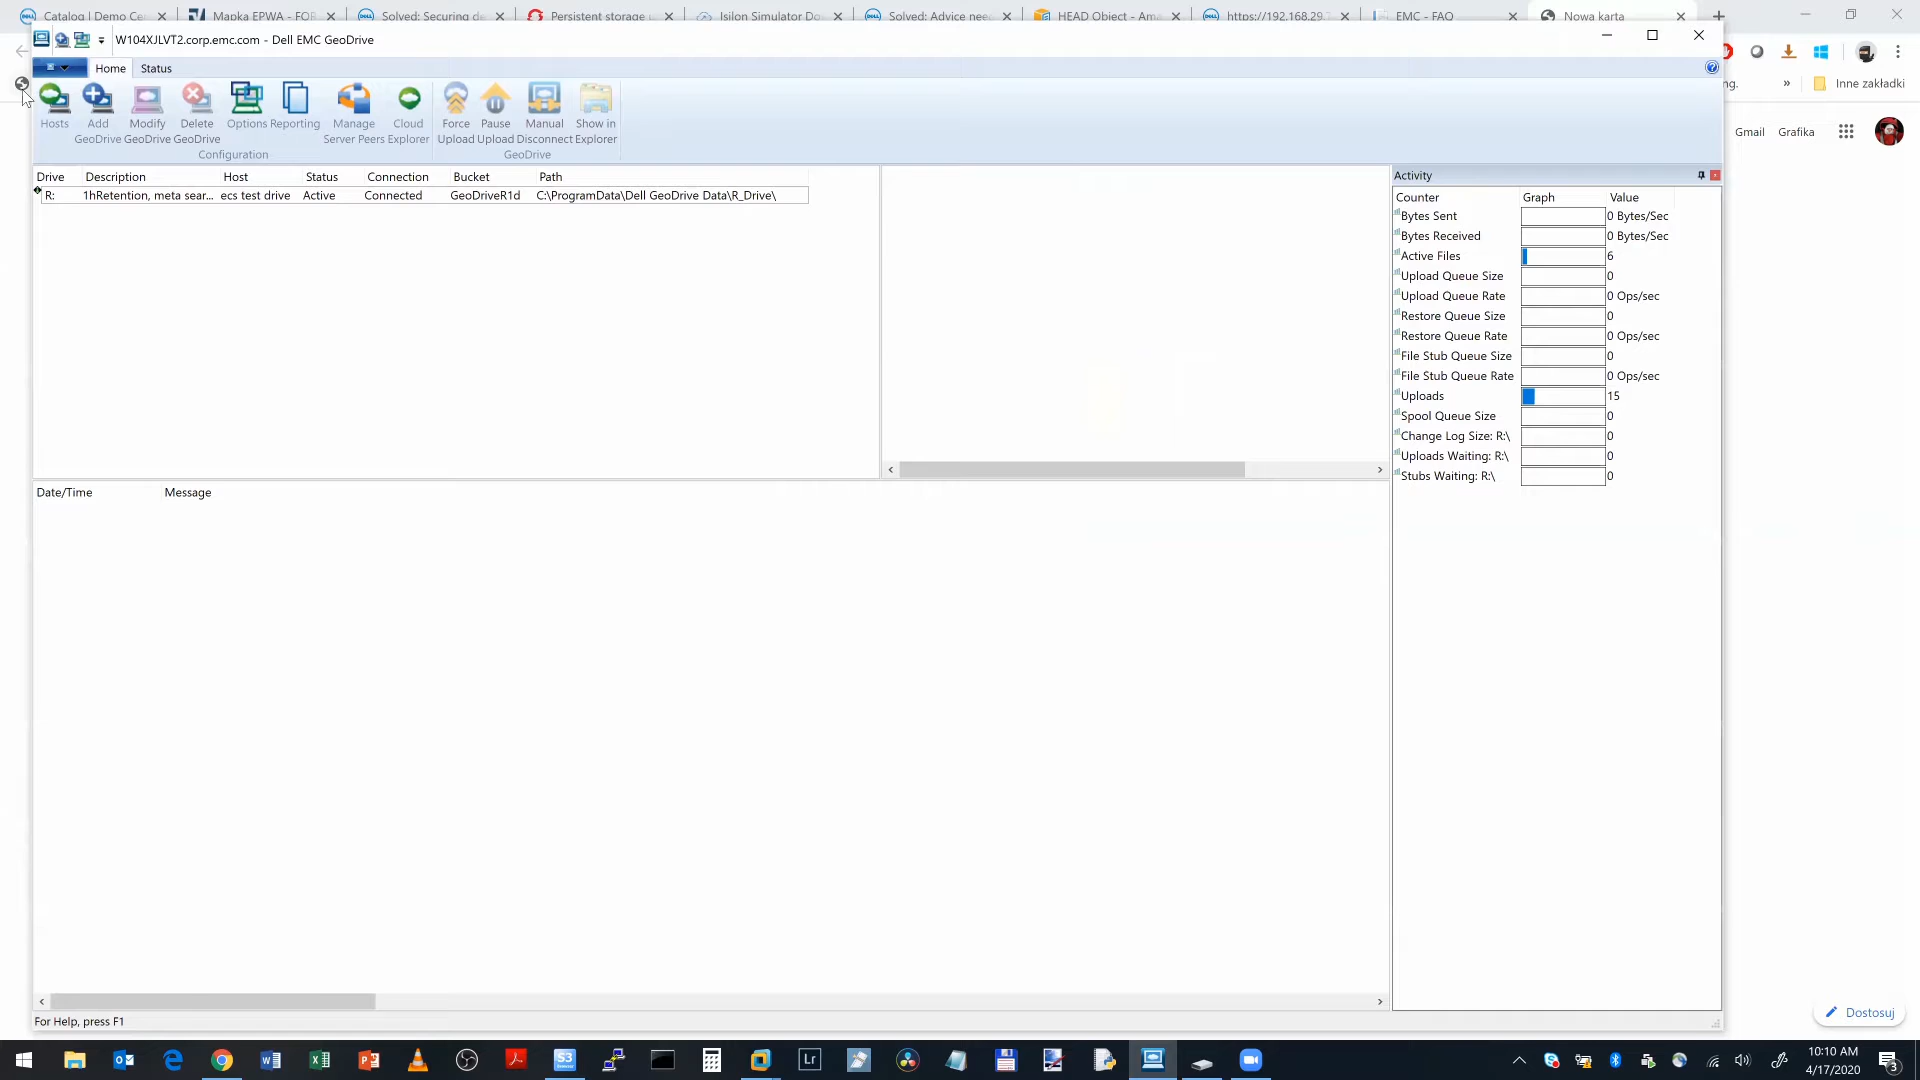 Catalog | Demo Ce
Mapka EPWA - FOR
Solved: Securing de
Persistent storage
Isilon Simulator Do
Solved: Advice nee
HEAD Object - Ama
https://192.168.29.7
EMC - FAQ
Nowa karta
W104XJLVT2.corp.emc.com - Dell EMC GeoDrive
Home Status
ng. » Inne zakładki
Hosts
Add GeoDrive
Modify GeoDrive
Delete GeoDrive
Options
Reporting
Manage Server Peers
Cloud Explorer
Force Upload
Pause Upload
Manual Disconnect
Show in Explorer
Configuration
GeoDrive
Gmail Grafika
Drive Description Host Status Connection Bucket Path
R: 1hRetention, meta sear... ecs test drive Active Connected GeoDriveR1d C:\ProgramData\Dell GeoDrive Data\R_Drive\
Activity
Counter Graph Value
Bytes Sent 0 Bytes/Sec
Bytes Received 0 Bytes/Sec
Active Files 6
Upload Queue Size 0
Upload Queue Rate 0 Ops/sec
Restore Queue Size 0
Restore Queue Rate 0 Ops/sec
File Stub Queue Size 0
File Stub Queue Rate 0 Ops/sec
Uploads 15
Spool Queue Size 0
Change Log Size: R:\ 0
Uploads Waiting: R:\ 0
Stubs Waiting: R:\ 0
Date/Time Message
Dostosuj
For Help, press F1
S3
Lr
10:10 AM
4/17/2020
3